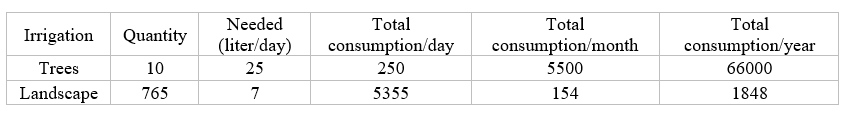 Irrigation Quantity Needed (liter/day) Total consumption/day Total consumption/month Total consumption/year
Trees 10 25 250 5500 66000
Landscape 765 7 5355 154 1848